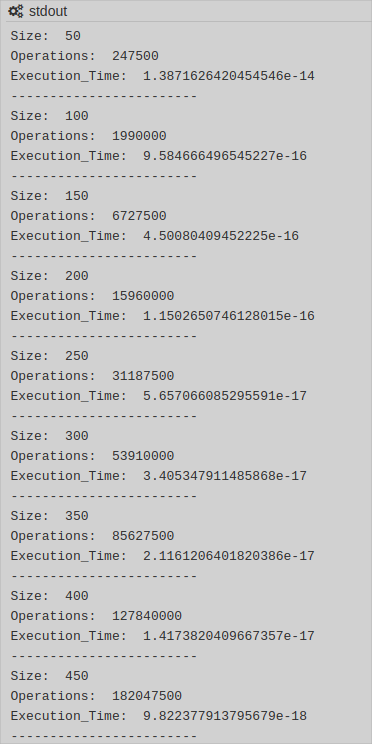 stdout
Size:  50
Operations:  247500
Execution_Time:  1.3871626420454546e-14
------------------------
Size:  100
Operations:  1990000
Execution_Time:  9.584666496545227e-16
------------------------
Size:  150
Operations:  6727500
Execution_Time:  4.50080409452225e-16
------------------------
Size:  200
Operations:  15960000
Execution_Time:  1.1502650746128015e-16
------------------------
Size:  250
Operations:  31187500
Execution_Time:  5.657066085295591e-17
------------------------
Size:  300
Operations:  53910000
Execution_Time:  3.405347911485868e-17
------------------------
Size:  350
Operations:  85627500
Execution_Time:  2.1161206401820386e-17
------------------------
Size:  400
Operations:  127840000
Execution_Time:  1.4173820409667357e-17
------------------------
Size:  450
Operations:  182047500
Execution_Time:  9.822377913795679e-18
------------------------